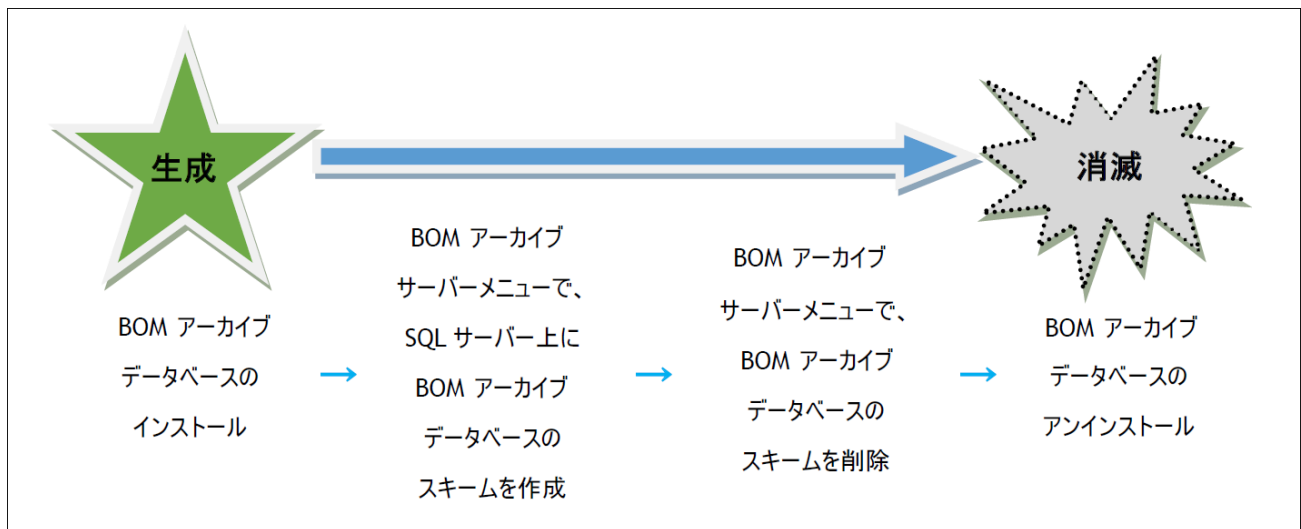 生成
消滅
BOM アーカイブ
データベースの
インストール
→
BOM アーカイブ
サーバーメニューで、
SQL サーバー上に
BOM アーカイブ
データベースの
スキームを作成
→
BOM アーカイブ
サーバーメニューで、
BOM アーカイブ
データベースの
スキームを削除
→
BOM アーカイブ
データベースの
アンインストール